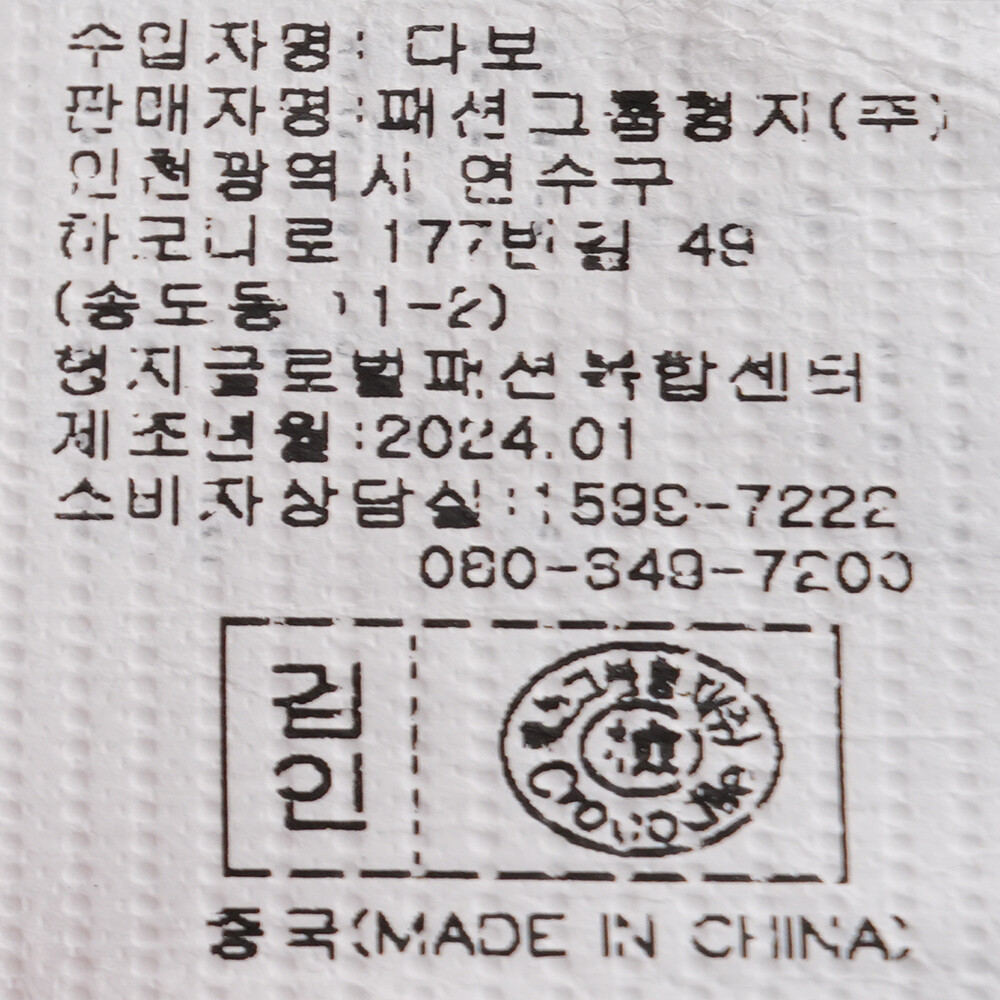 수입자명: 다보
판매자명:패션그룹형지(주)
인천광역시 연수구
하모니로 177번길 49
(송도동 11-2)
형지글로벌패션복합센터
제조년월:2024.01
소비자상담실:1599-7222
080-349-7200
검
인
Crocodile
중국(MADE IN CHINA)